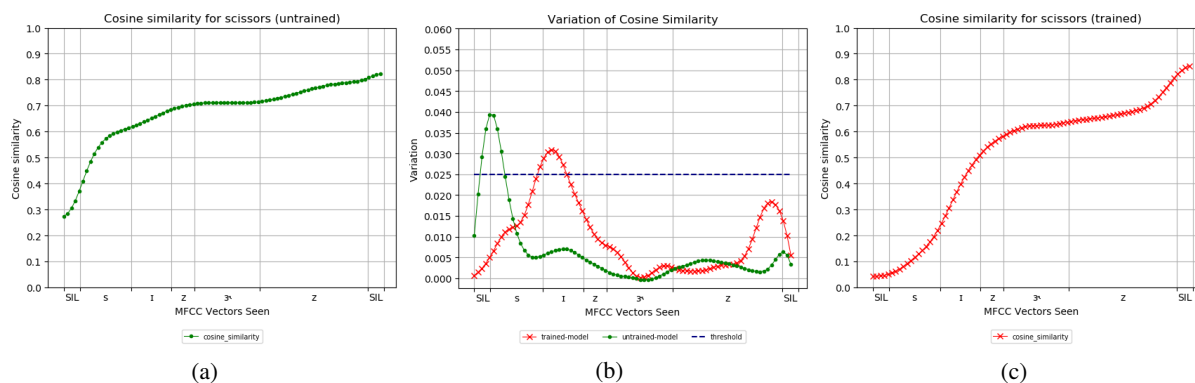 Cosine similarity for scissors (untrained)
1.0
0.9
0.8
0.7
0.6
0.5
0.4
0.3
0.2
0.1
0.0
Cosine similarity
SIL s ɪ z ɝ z SIL
MFCC Vectors Seen
cosine_similarity
(a)
Variation of Cosine Similarity
0.060
0.055
0.050
0.045
0.040
0.035
0.030
0.025
0.020
0.015
0.010
0.005
0.000
Variation
SIL s ɪ z ɝ z SIL
MFCC Vectors Seen
trained-model untrained-model threshold
(b)
Cosine similarity for scissors (trained)
1.0
0.9
0.8
0.7
0.6
0.5
0.4
0.3
0.2
0.1
0.0
Cosine similarity
SIL s ɪ z ɝ z SIL
MFCC Vectors Seen
cosine_similarity
(c)